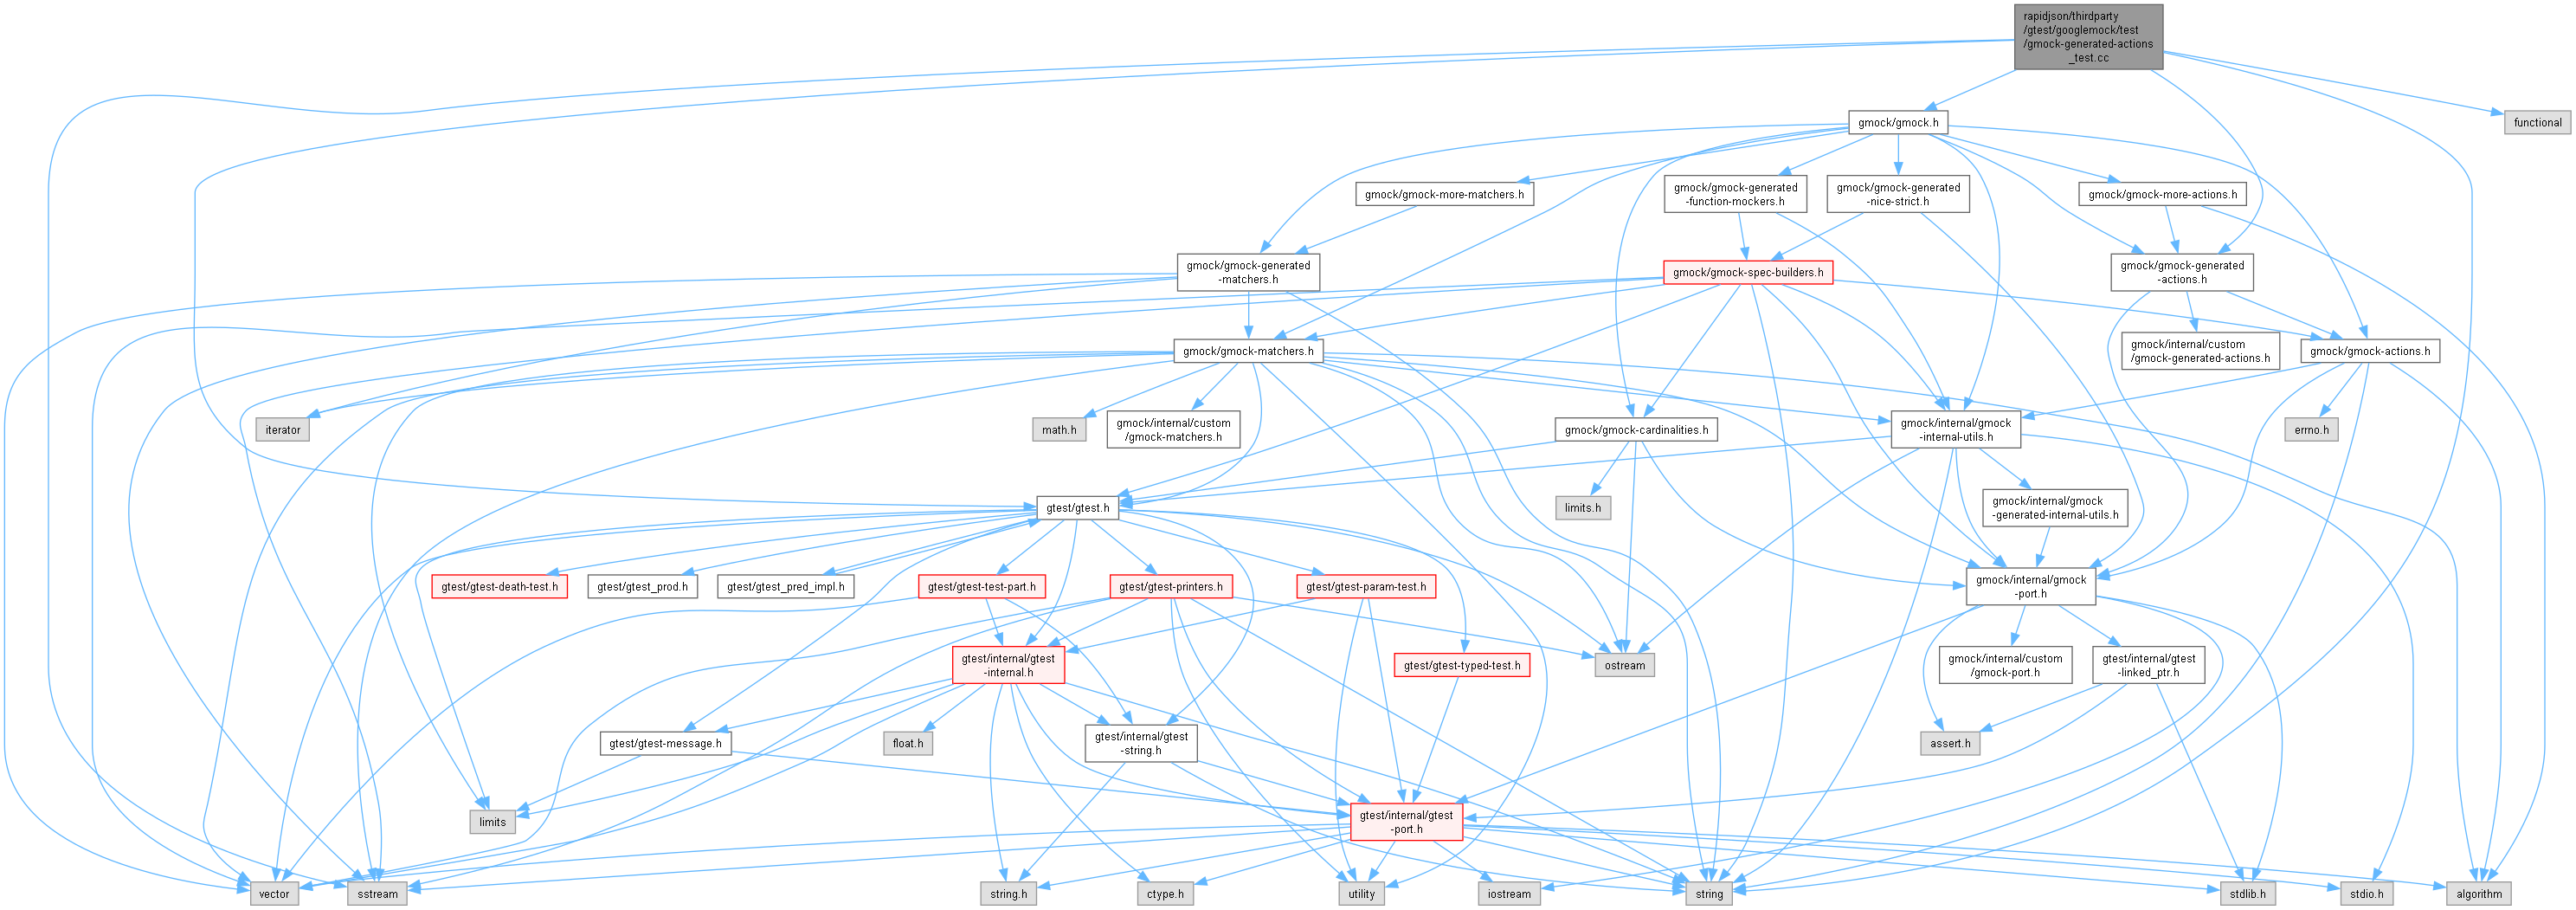 rapidjson/thirdparty
/gtest/googlemock/test
/gmock-generated-actions
_test.cc
gmock/gmock.h
functional
gmock/gmock-more-matchers.h
gmock/gmock-generated
-function-mockers.h
gmock/gmock-generated
-nice-strict.h
gmock/gmock-more-actions.h
gmock/gmock-generated
-matchers.h
gmock/gmock-spec-builders.h
gmock/gmock-generated
-actions.h
gmock/gmock-matchers.h
gmock/internal/custom
/gmock-generated-actions.h
gmock/gmock-actions.h
iterator
math.h
gmock/internal/custom
/gmock-matchers.h
gmock/gmock-cardinalities.h
gmock/internal/gmock
-internal-utils.h
errno.h
gtest/gtest.h
limits.h
gmock/internal/gmock
-generated-internal-utils.h
gtest/gtest-death-test.h
gtest/gtest_prod.h
gtest/gtest_pred_impl.h
gtest/gtest-test-part.h
gtest/gtest-printers.h
gtest/gtest-param-test.h
gmock/internal/gmock
-port.h
gtest/internal/gtest
-internal.h
gtest/gtest-typed-test.h
ostream
gmock/internal/custom
/gmock-port.h
gtest/internal/gtest
-linked_ptr.h
gtest/gtest-message.h
float.h
gtest/internal/gtest
-string.h
assert.h
limits
gtest/internal/gtest
-port.h
vector
sstream
string.h
ctype.h
utility
iostream
string
stdlib.h
stdio.h
algorithm